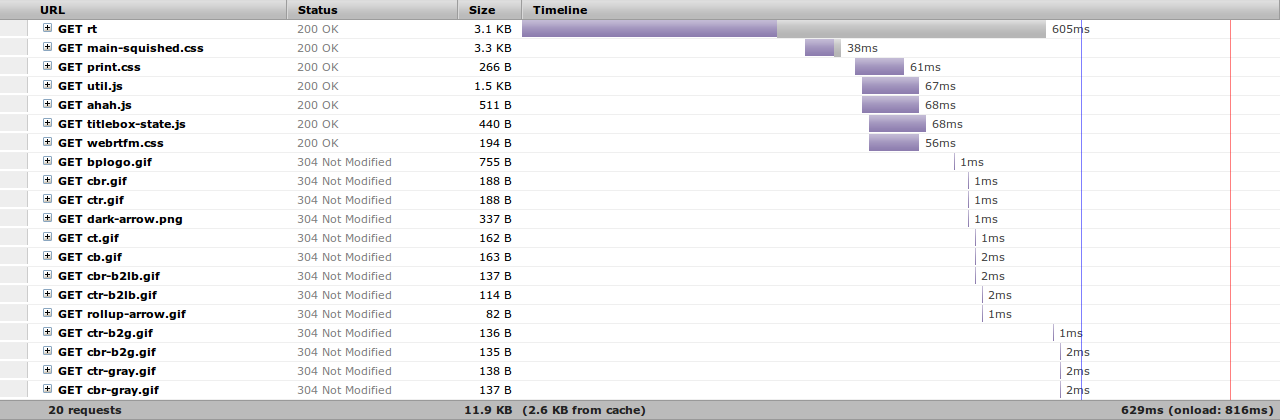 URL Status Size Timeline
GET rt 200 OK 3.1 KB 605ms
GET main-squished.css 200 OK 3.3 KB 38ms
GET print.css 200 OK 266 B 61ms
GET util.js 200 OK 1.5 KB 67ms
GET ahah.js 200 OK 511 B 68ms
GET titlebox-state.js 200 OK 440 B 68ms
GET webrtfm.css 200 OK 194 B 56ms
GET bplogo.gif 304 Not Modified 755 B 1ms
GET cbr.gif 304 Not Modified 188 B 1ms
GET ctr.gif 304 Not Modified 188 B 1ms
GET dark-arrow.png 304 Not Modified 337 B 1ms
GET ct.gif 304 Not Modified 162 B 1ms
GET cb.gif 304 Not Modified 163 B 2ms
GET cbr-b2lb.gif 304 Not Modified 137 B 2ms
GET ctr-b2lb.gif 304 Not Modified 114 B 2ms
GET rollup-arrow.gif 304 Not Modified 82 B 1ms
GET ctr-b2g.gif 304 Not Modified 136 B 1ms
GET cbr-b2g.gif 304 Not Modified 135 B 2ms
GET ctr-gray.gif 304 Not Modified 138 B 2ms
GET cbr-gray.gif 304 Not Modified 137 B 2ms
20 requests 11.9 KB (2.6 KB from cache) 629ms (onload: 816ms)